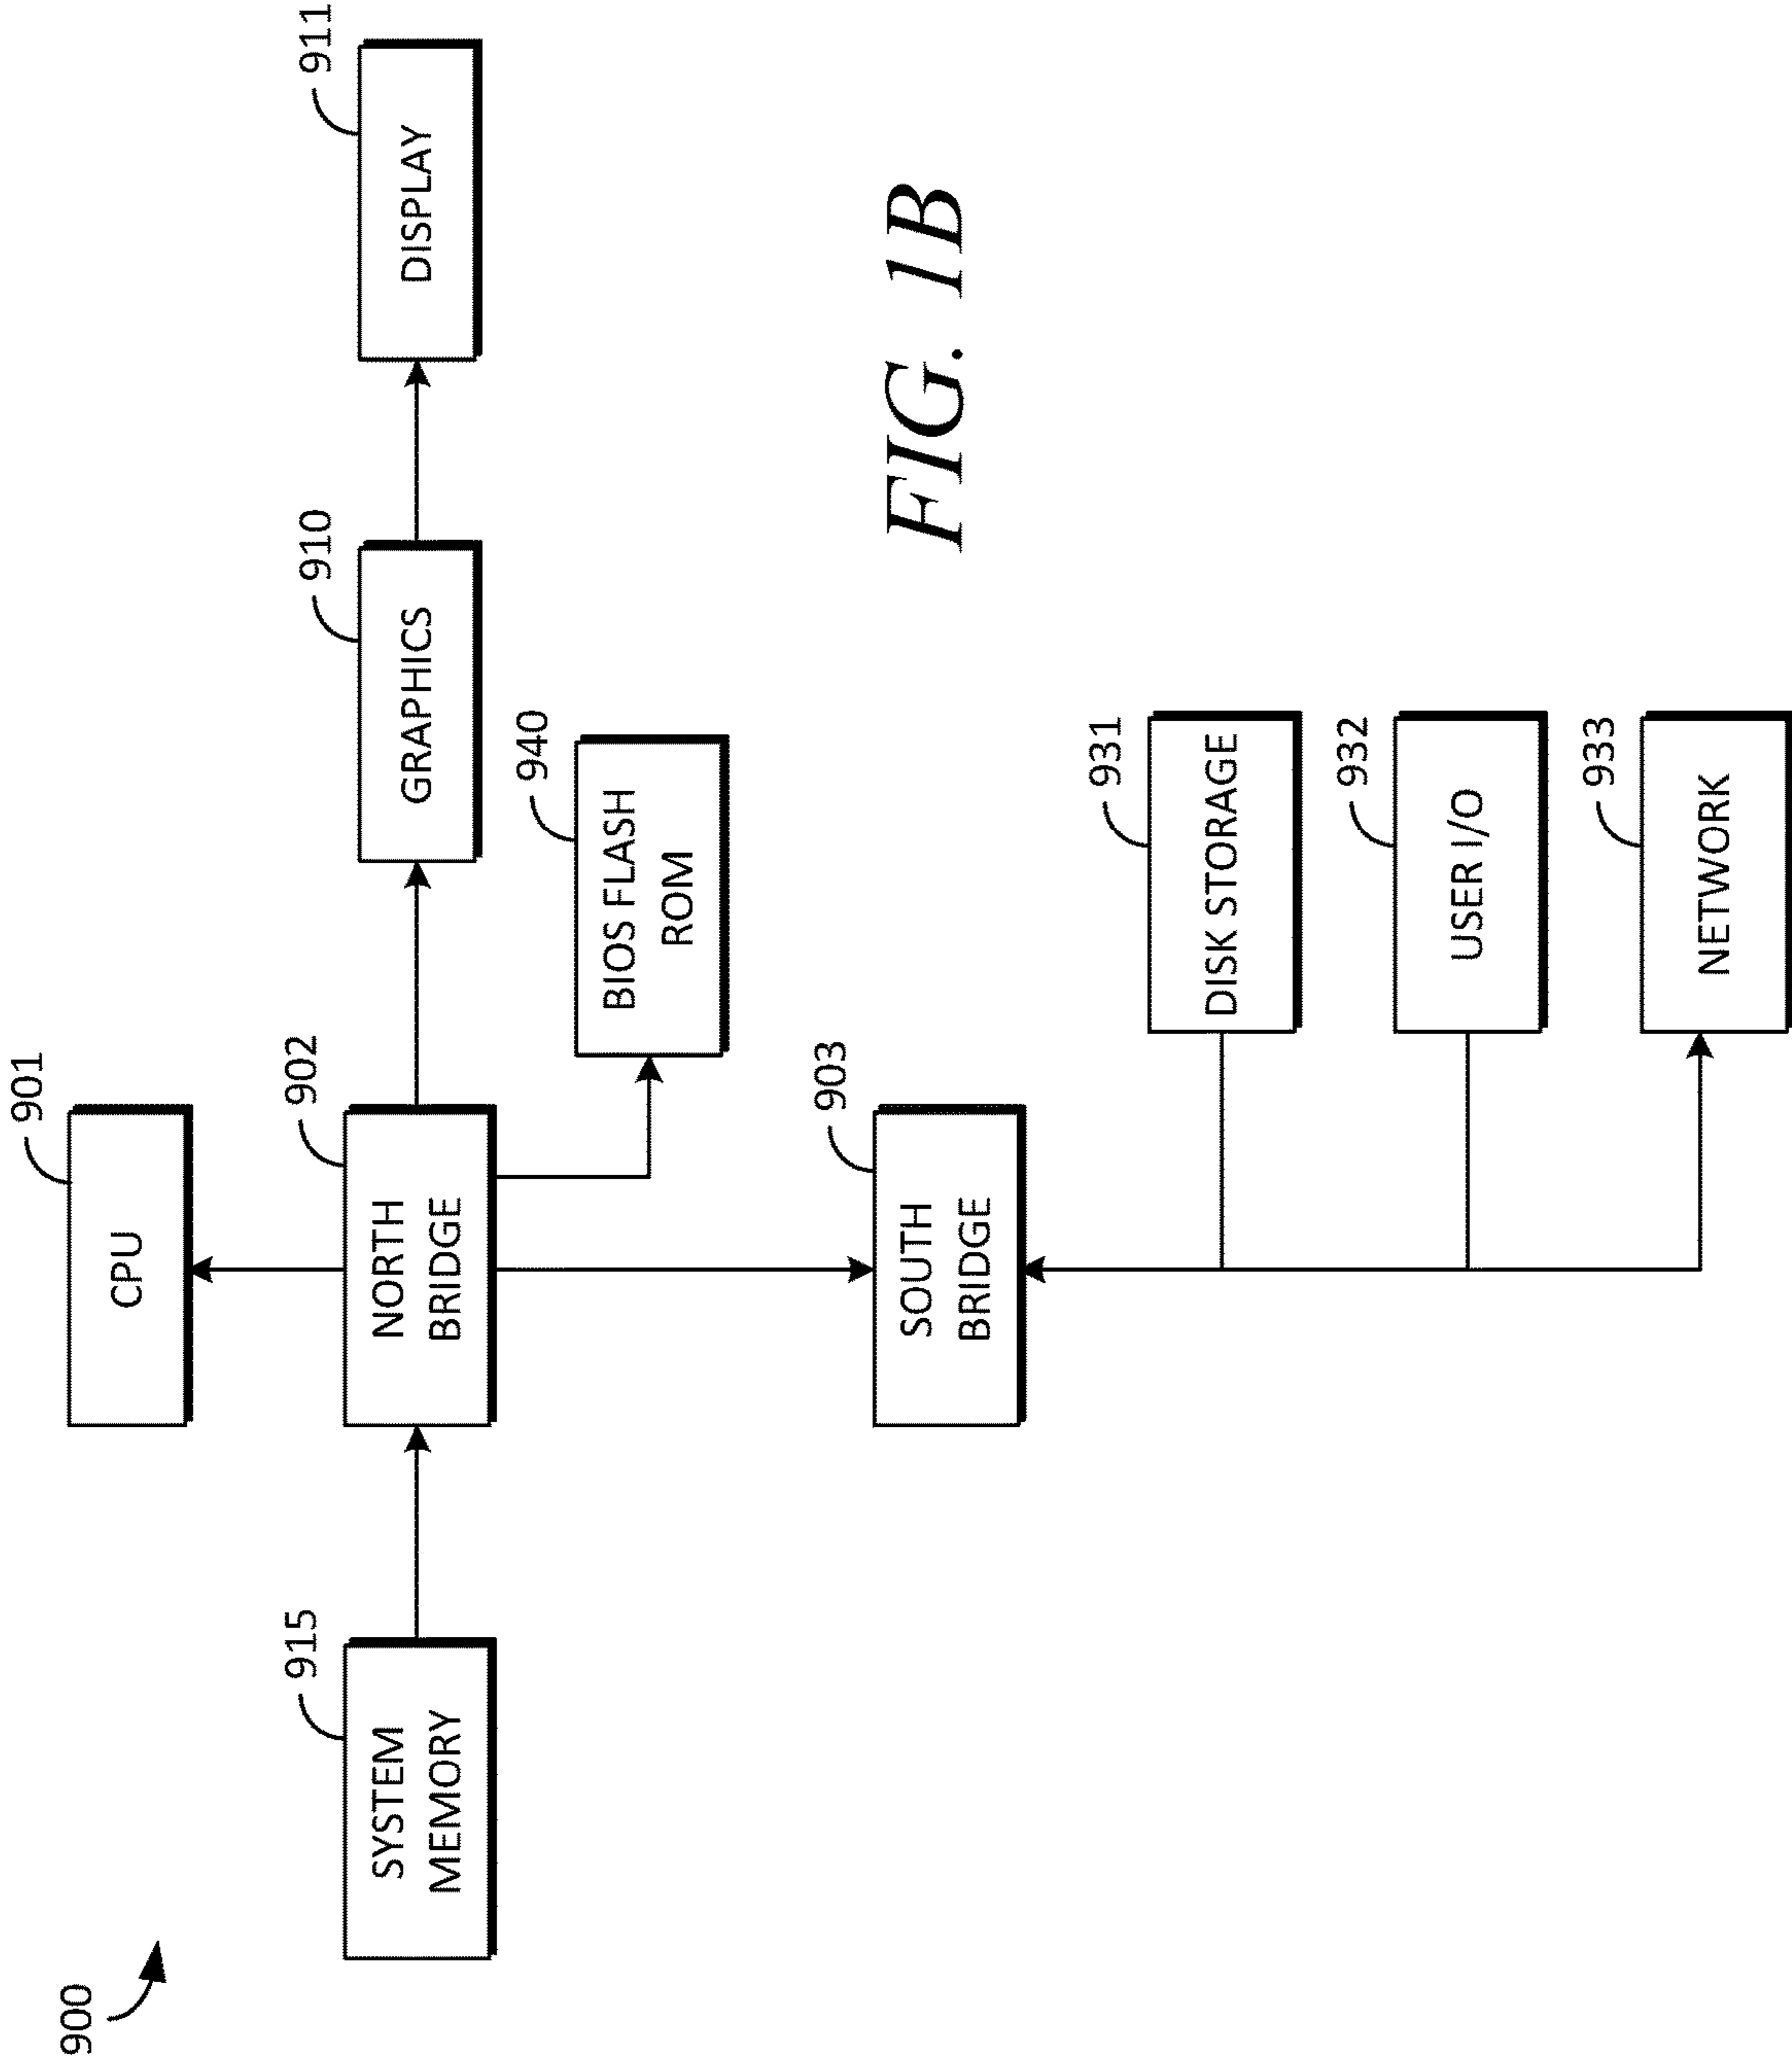 900
901
CPU
915
SYSTEM
MEMORY
902
NORTH
BRIDGE
910
GRAPHICS
911
DISPLAY
940
BIOS FLASH
ROM
903
SOUTH
BRIDGE
931
DISK STORAGE
932
USER I/O
933
NETWORK
FIG. 1B